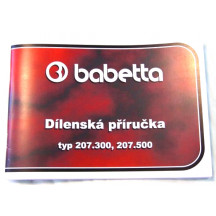 babetta
Dílenská příručka
typ 207.300, 207.500